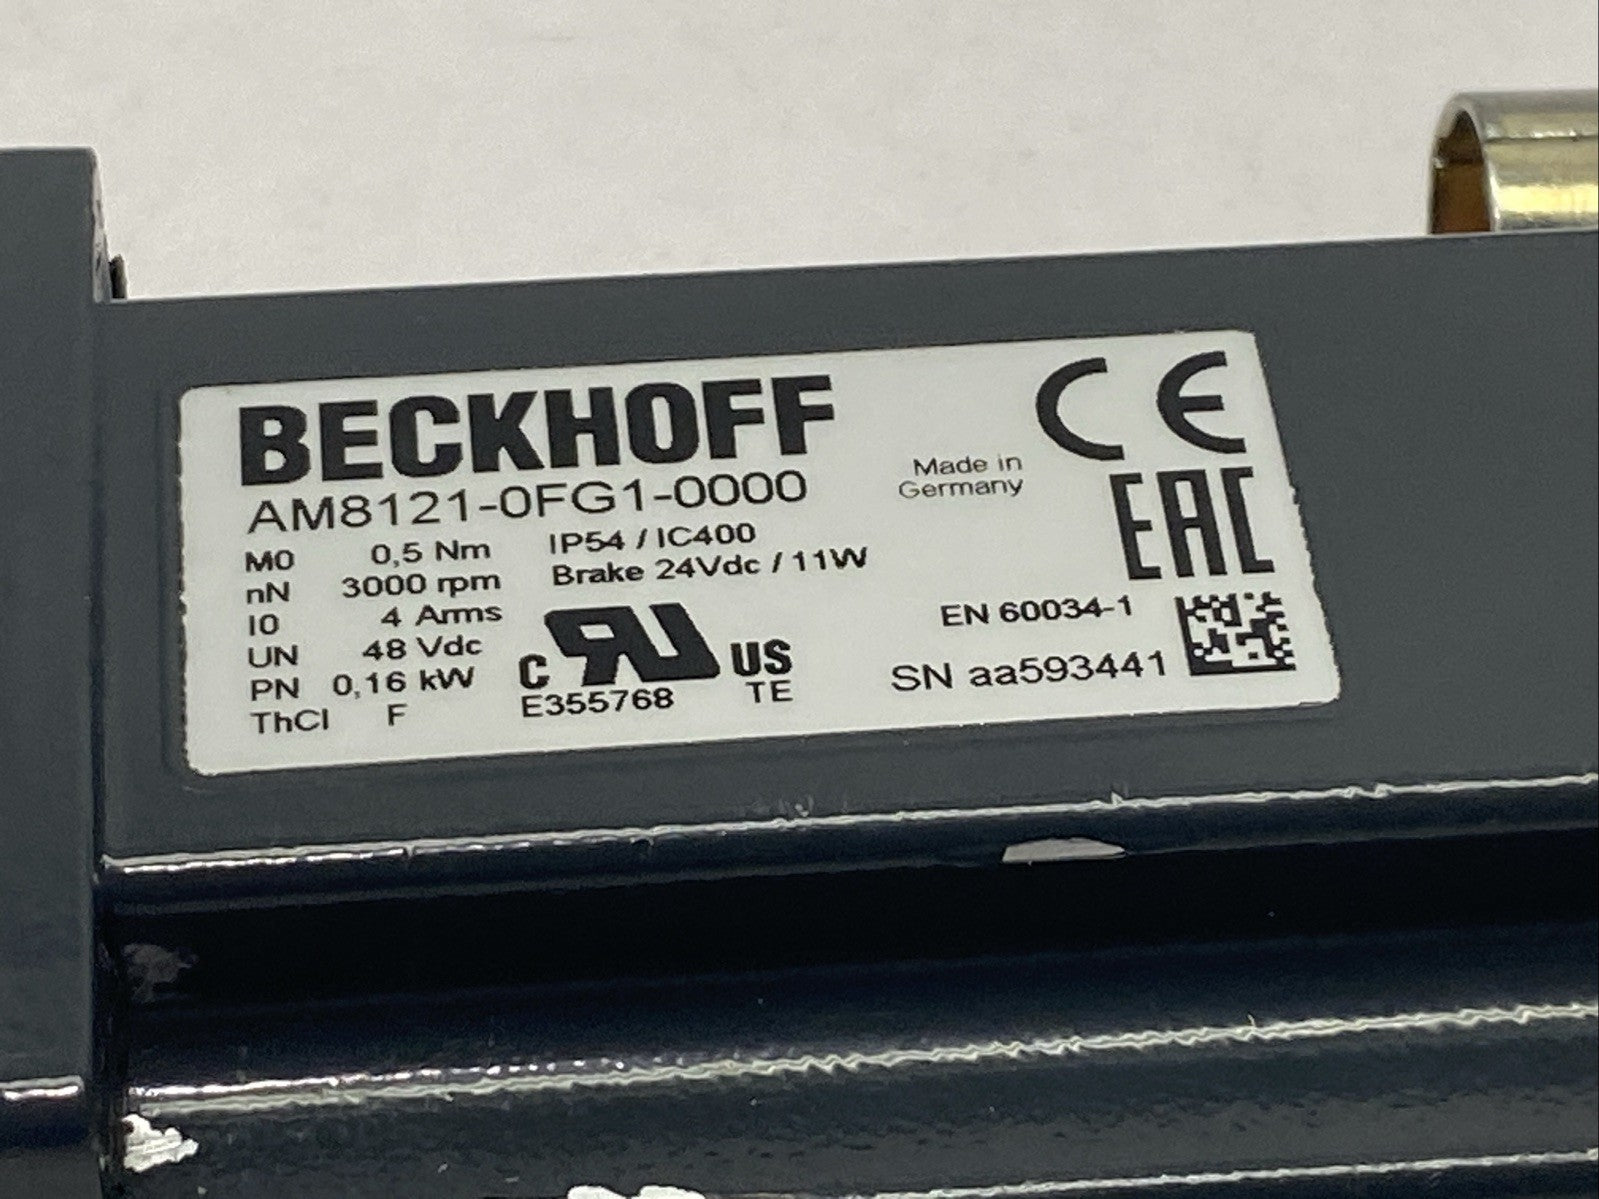 BECKHOFF
AM8121-0FG1-0000
Made in
Germany
CE
EAC
M0 0,5 Nm IP54 / IC400
nN 3000 rpm Brake 24Vdc / 11W
I0 4 Arms
UN 48 Vdc
PN 0,16 kW
ThCl F
C RU US
E355768 TE
EN 60034-1
SN aa593441